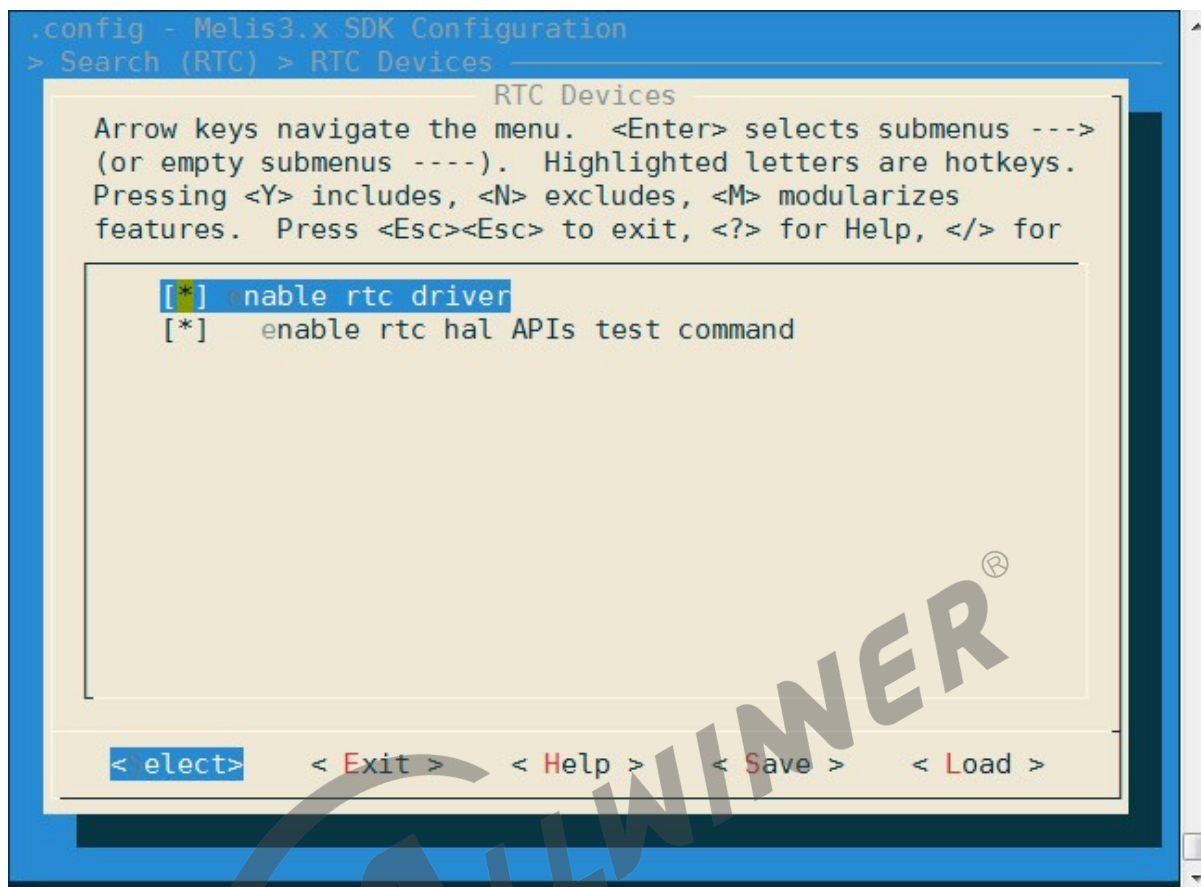 .config - Melis3.x SDK Configuration
> Search (RTC) > RTC Devices
RTC Devices
Arrow keys navigate the menu. <Enter> selects submenus --->
(or empty submenus ----). Highlighted letters are hotkeys.
Pressing <Y> includes, <N> excludes, <M> modularizes
features. Press <Esc><Esc> to exit, <?> for Help, </> for
[*] enable rtc driver
[*] enable rtc hal APIs test command
<Select> < Exit > < Help > < Save > < Load >
ALLWINNER®